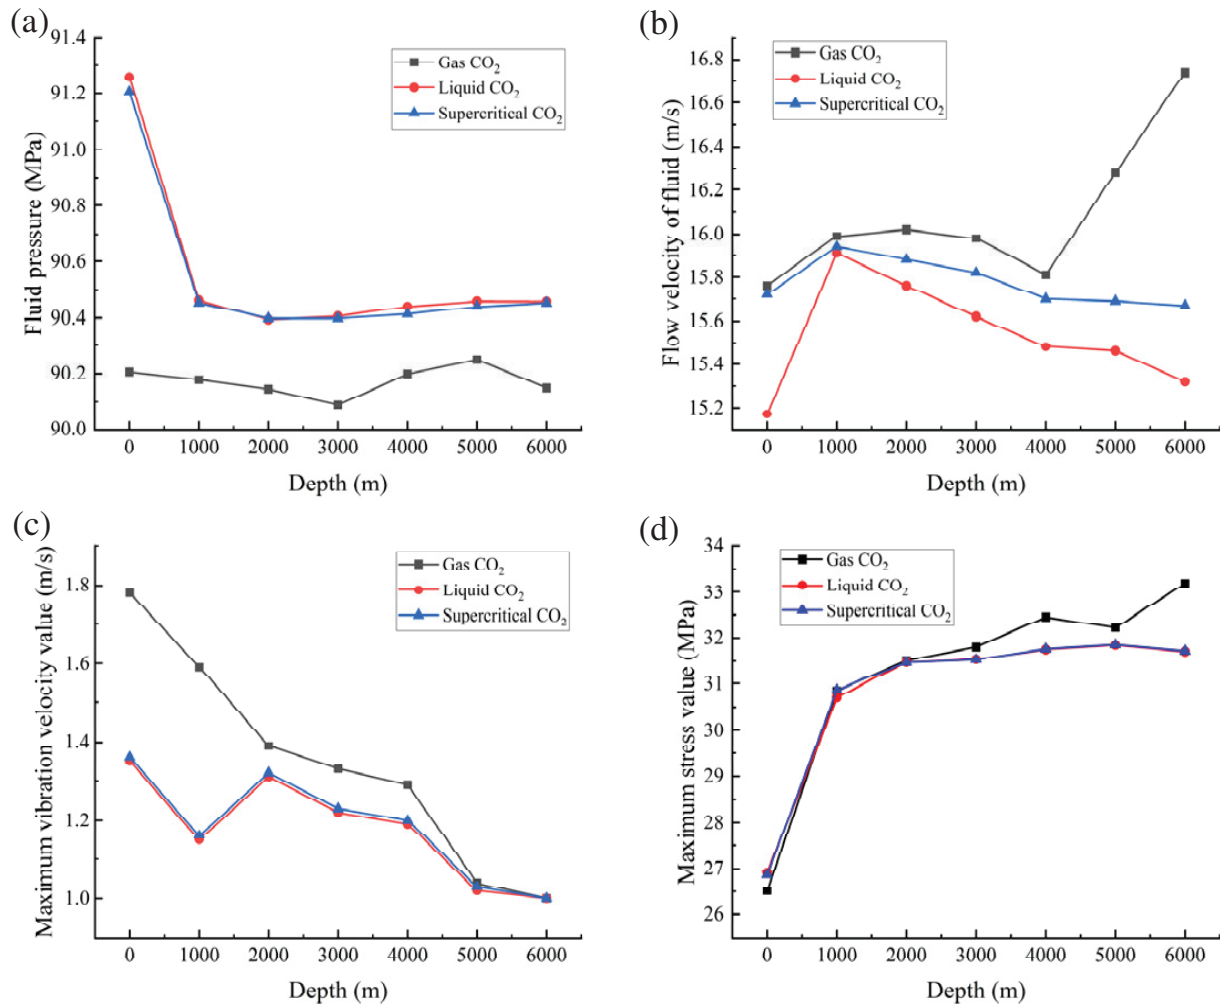 (a)
91.4
91.2
91.0
90.8
90.6
90.4
90.2
90.0
Fluid pressure (MPa)
Gas CO₂
Liquid CO₂
Supercritical CO₂
0 1000 2000 3000 4000 5000 6000
Depth (m)
(b)
16.8
16.6
16.4
16.2
16.0
15.8
15.6
15.4
15.2
Flow velocity of fluid (m/s)
Gas CO₂
Liquid CO₂
Supercritical CO₂
0 1000 2000 3000 4000 5000 6000
Depth (m)
(c)
1.8
1.6
1.4
1.2
1.0
Maximum vibration velocity value (m/s)
Gas CO₂
Liquid CO₂
Supercritical CO₂
0 1000 2000 3000 4000 5000 6000
Depth (m)
(d)
34
33
32
31
30
29
28
27
26
Maximum stress value (MPa)
Gas CO₂
Liquid CO₂
Supercritical CO₂
0 1000 2000 3000 4000 5000 6000
Depth (m)